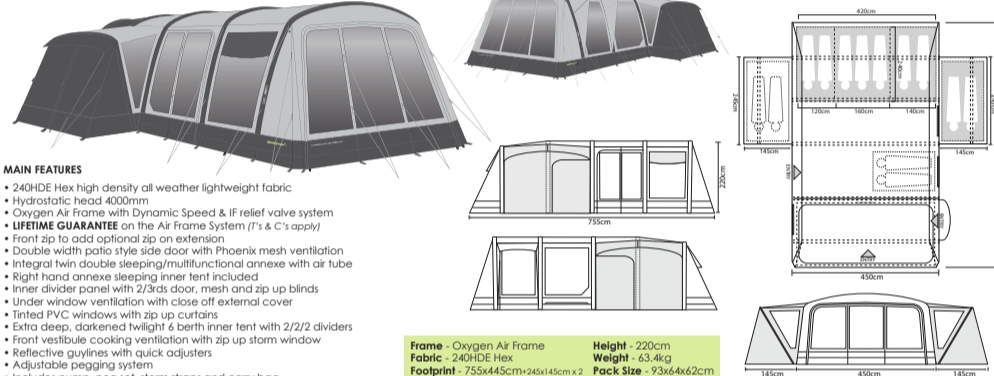 MAIN FEATURES
• 240HDE Hex high density all weather lightweight fabric
• Hydrostatic head 4000mm
• Oxygen Air Frame with Dynamic Speed & IF relief valve system
• LIFETIME GUARANTEE on the Air Frame System (T's & C's apply)
• Front zip to add optional zip on extension
• Double width patio style side door with Phoenix mesh ventilation
• Integral twin double sleeping/multifunctional annexe with air tube
• Right hand annexe sleeping inner tent included
• Inner divider panel with 2/3rds door, mesh and zip up blinds
• Under window ventilation with close off external cover
• Tinted PVC windows with zip up curtains
• Extra deep, darkened twilight 6 berth inner tent with 2/2/2 dividers
• Front vestibule cooking ventilation with zip up storm window
• Reflective guylines with quick adjusters
• Adjustable pegging system
220cm
755cm
Frame - Oxygen Air Frame
Fabric - 240HDE Hex
Footprint - 755x445cm+245x145cm x 2
Height - 220cm
Weight - 63.4kg
Pack Size - 93x64x62cm
420cm
240cm
245cm
120cm
160cm
140cm
145cm
145cm
ENTRY
ENTRY
ENTRY
450cm
145cm
450cm
145cm